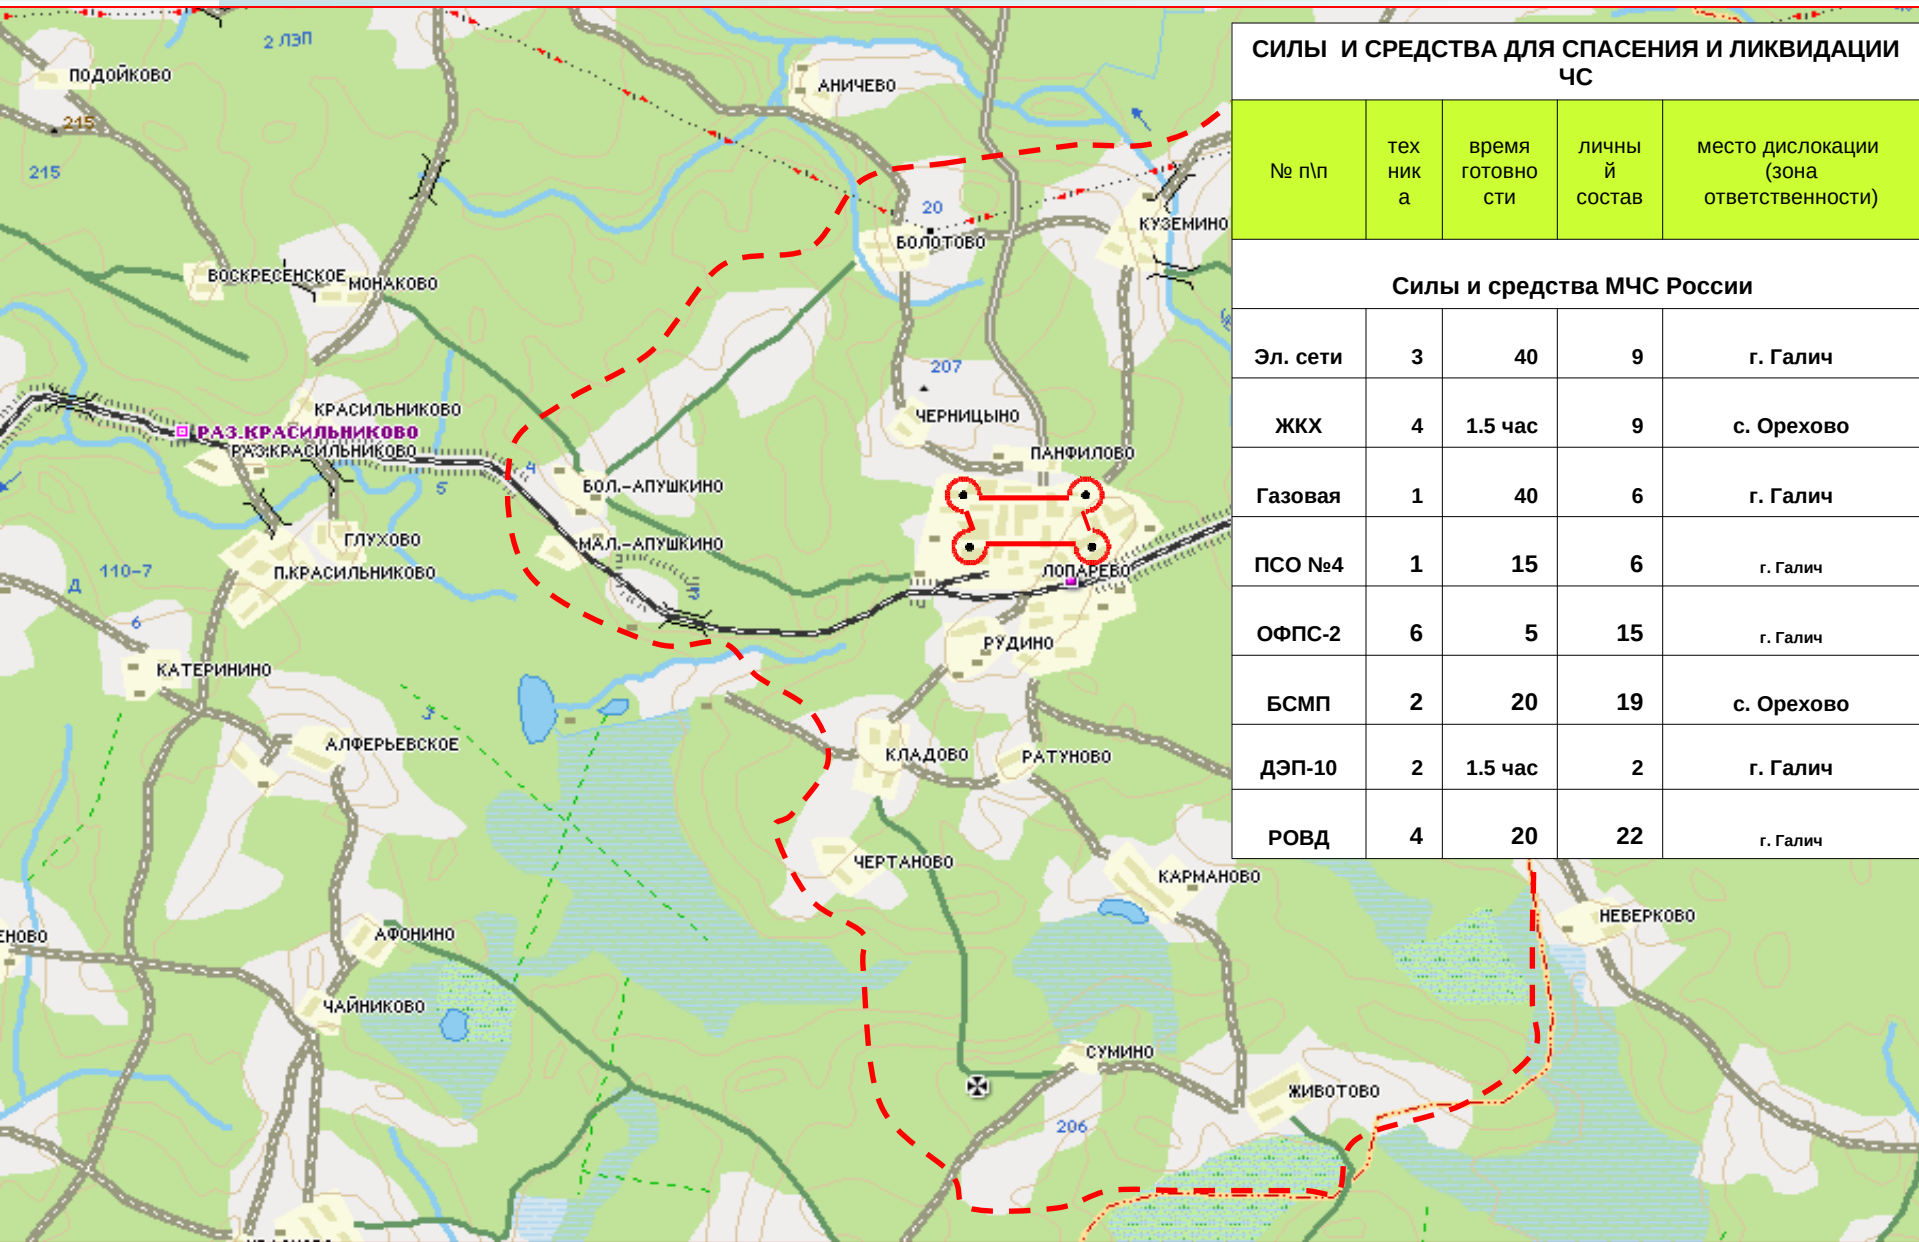 2 ЛЭП
ПОДОЙКОВО
АНИЧЕВО
215
215
20
КУЗЕМИНО
БОЛОТОВО
ВОСКРЕСЕНСКОЕ
МОНАКОВО
207
КРАСИЛЬНИКОВО
РАЗ.КРАСИЛЬНИКОВО
РАЗ.КРАСИЛЬНИКОВО
ЧЕРНИЦЫНО
ПАНФИЛОВО
4
5
БОЛ.-АПУШКИНО
ГЛУХОВО
МАЛ.-АПУШКИНО
110-7
Д
П.КРАСИЛЬНИКОВО
ЛОПАРЕВО
6
РУДИНО
КАТЕРИНИНО
3
АЛФЕРЬЕВСКОЕ
КЛАДОВО
РАТУНОВО
ЧЕРТАНОВО
КАРМАНОВО
НЕВЕРКОВО
ЕНОВО
АФОНИНО
ЧАЙНИКОВО
СУМИНО
ЖИВОТОВО
206
СИЛЫ И СРЕДСТВА ДЛЯ СПАСЕНИЯ И ЛИКВИДАЦИИ
ЧС
№ п\п
тех
ник
а
время
готовно
сти
личны
й
состав
место дислокации
(зона
ответственности)
Силы и средства МЧС России
Эл. сети 3 40 9 г. Галич
ЖКХ 4 1.5 час 9 с. Орехово
Газовая 1 40 6 г. Галич
ПСО №4 1 15 6 г. Галич
ОФПС-2 6 5 15 г. Галич
БСМП 2 20 19 с. Орехово
ДЭП-10 2 1.5 час 2 г. Галич
РОВД 4 20 22 г. Галич